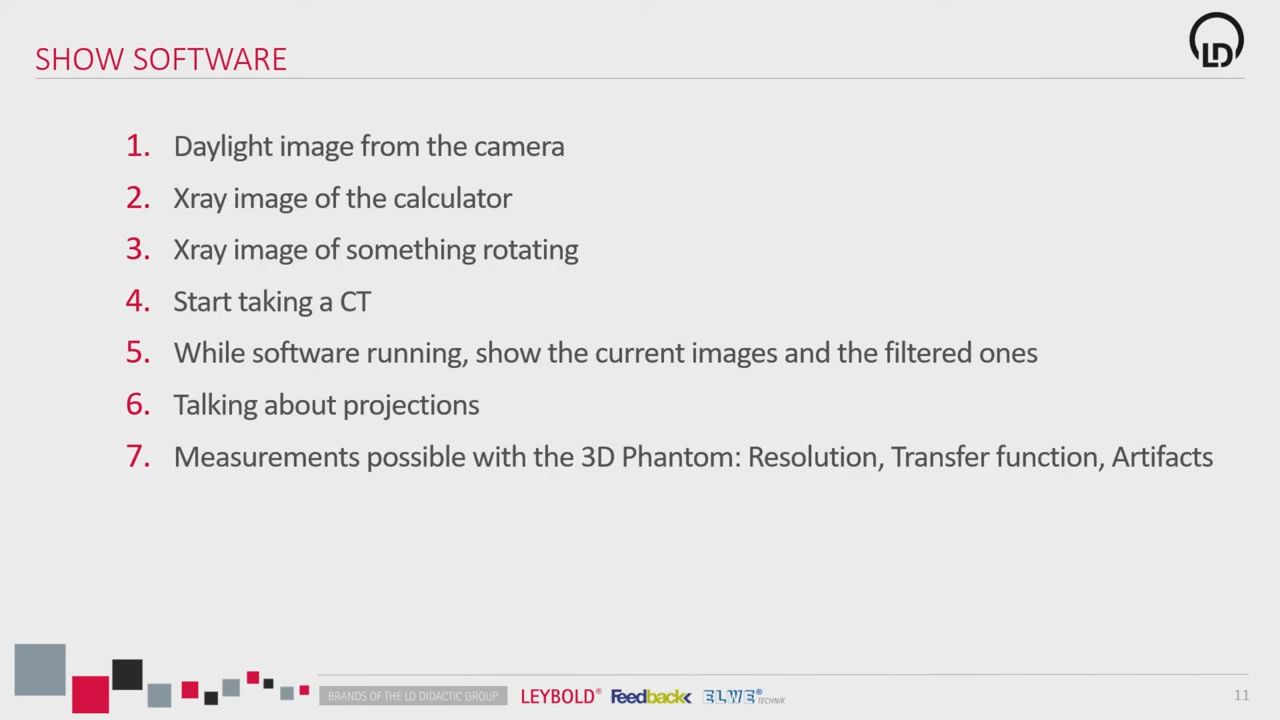 SHOW SOFTWARE
LD
1. Daylight image from the camera
2. Xray image of the calculator
3. Xray image of something rotating
4. Start taking a CT
5. While software running, show the current images and the filtered ones
6. Talking about projections
7. Measurements possible with the 3D Phantom: Resolution, Transfer function, Artifacts
BRANDS OF THE LD DIDACTIC GROUP LEYBOLD® Feedback ELWE® TECHNIK 11